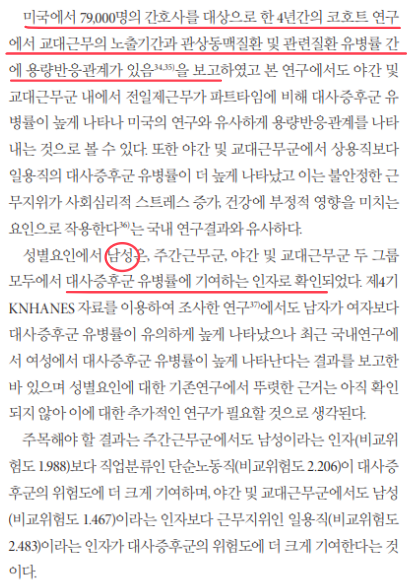 미국에서 79,000명의 간호사를 대상으로 한 4년간의 코호트 연구
에서 교대근무의 노출기간과 관상동맥질환 및 관련질환 유병률 간
에 용량반응관계가 있음34,35)을 보고하였고 본 연구에서도 야간 및
교대근무군 내에서 전일제근무가 파트타임에 비해 대사증후군 유
병률이 높게 나타나 미국의 연구와 유사하게 용량반응관계를 나타
내는 것으로 볼 수 있다. 또한 야간 및 교대근무군에서 상용직보다
일용직의 대사증후군 유병률이 더 높게 나타났고 이는 불안정한 근
무지위가 사회심리적 스트레스 증가, 건강에 부정적 영향을 미치는
요인으로 작용한다36)는 국내 연구결과와 유사하다.
성별요인에서 남성은, 주간근무군, 야간 및 교대근무군 두 그룹
모두에서 대사증후군 유병률에 기여하는 인자로 확인되었다. 제4기
KNHANES 자료를 이용하여 조사한 연구37)에서도 남자가 여자보다
대사증후군 유병률이 유의하게 높게 나타났으나 최근 국내연구에
서 여성에서 대사증후군 유병률이 높게 나타난다는 결과를 보고한
바 있으며 성별요인에 대한 기존연구에서 뚜렷한 근거는 아직 확인
되지 않아 이에 대한 추가적인 연구가 필요할 것으로 생각된다.
주목해야 할 결과는 주간근무군에서도 남성이라는 인자(비교위
험도 1.988)보다 직업분류인 단순노동직(비교위험도 2.206)이 대사증
후군의 위험도에 더 크게 기여하며, 야간 및 교대근무군에서도 남성
(비교위험도 1.467)이라는 인자보다 근무지위인 일용직(비교위험도
2.483)이라는 인자가 대사증후군의 위험도에 더 크게 기여한다는 것
이다.